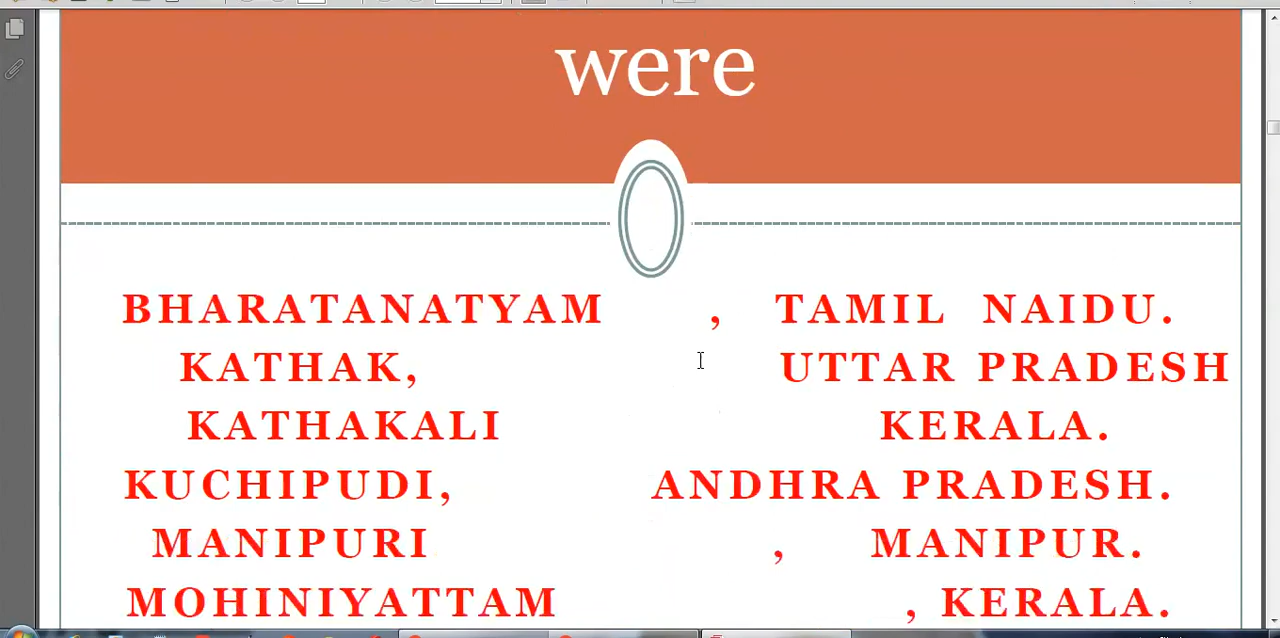 were
BHARATANATYAM , TAMIL NAIDU.
KATHAK, UTTAR PRADESH
KATHAKALI KERALA.
KUCHIPUDI, ANDHRA PRADESH.
MANIPURI , MANIPUR.
MOHINIYATTAM , KERALA.